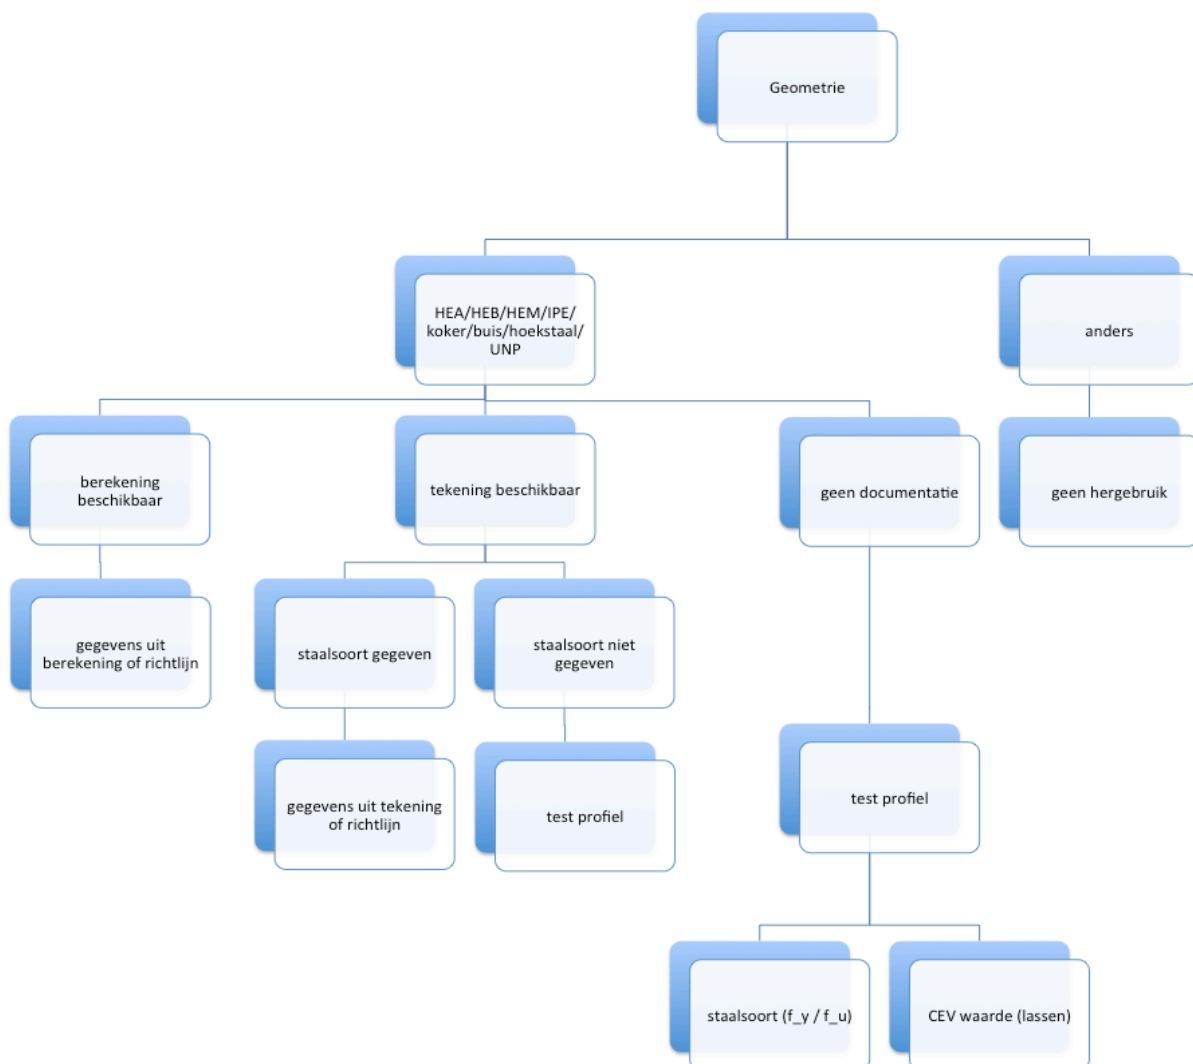 Geometrie
HEA/HEB/HEM/IPE/
koker/buis/hoekstaal/
UNP
anders
berekening
beschikbaar
tekening beschikbaar
geen documentatie
geen hergebruik
gegevens uit
berekening of richtlijn
staalsoort gegeven
staalsoort niet
gegeven
gegevens uit tekening
of richtlijn
test profiel
test profiel
staalsoort (f_y / f_u)
CEV waarde (lassen)